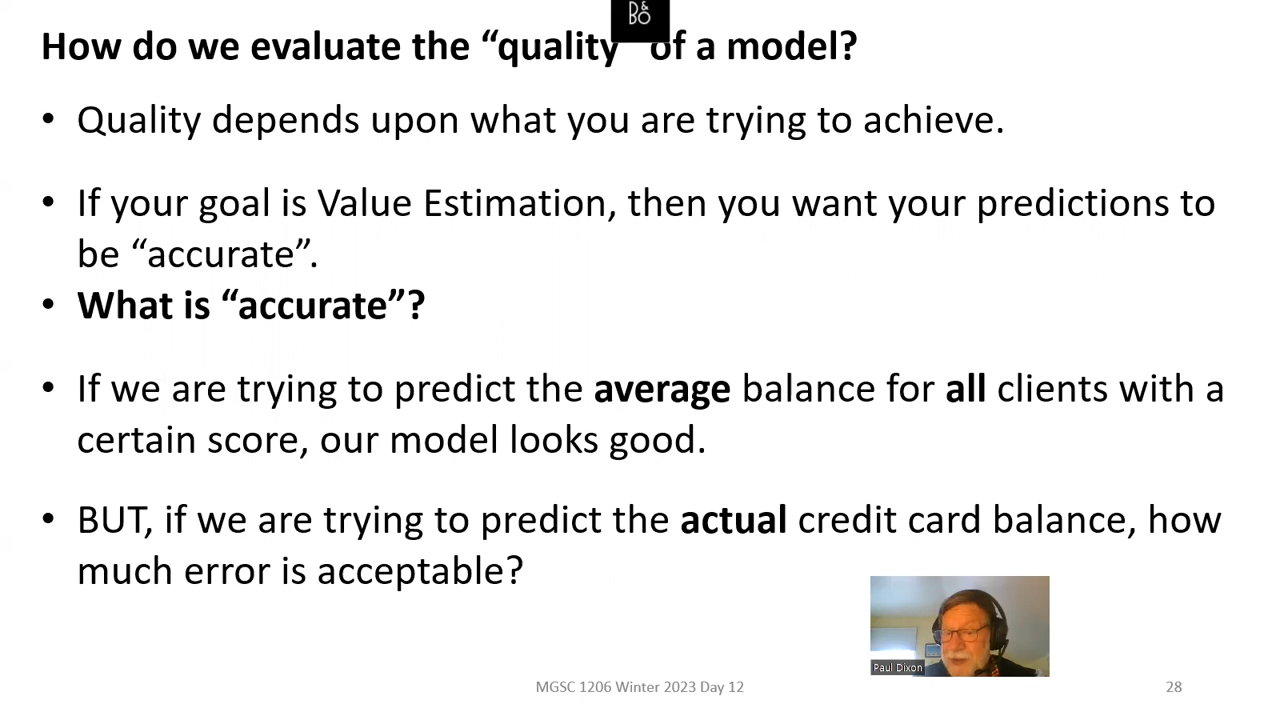 B&
BO
How do we evaluate the “quality” of a model?
• Quality depends upon what you are trying to achieve.
• If your goal is Value Estimation, then you want your predictions to
be “accurate”.
• What is “accurate”?
• If we are trying to predict the average balance for all clients with a
certain score, our model looks good.
• BUT, if we are trying to predict the actual credit card balance, how
much error is acceptable?
Paul Dixon
MGSC 1206 Winter 2023 Day 12
28